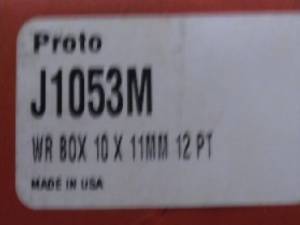 Proto
J1053M
WR BOX 10 X 11MM 12 PT
MADE IN USA